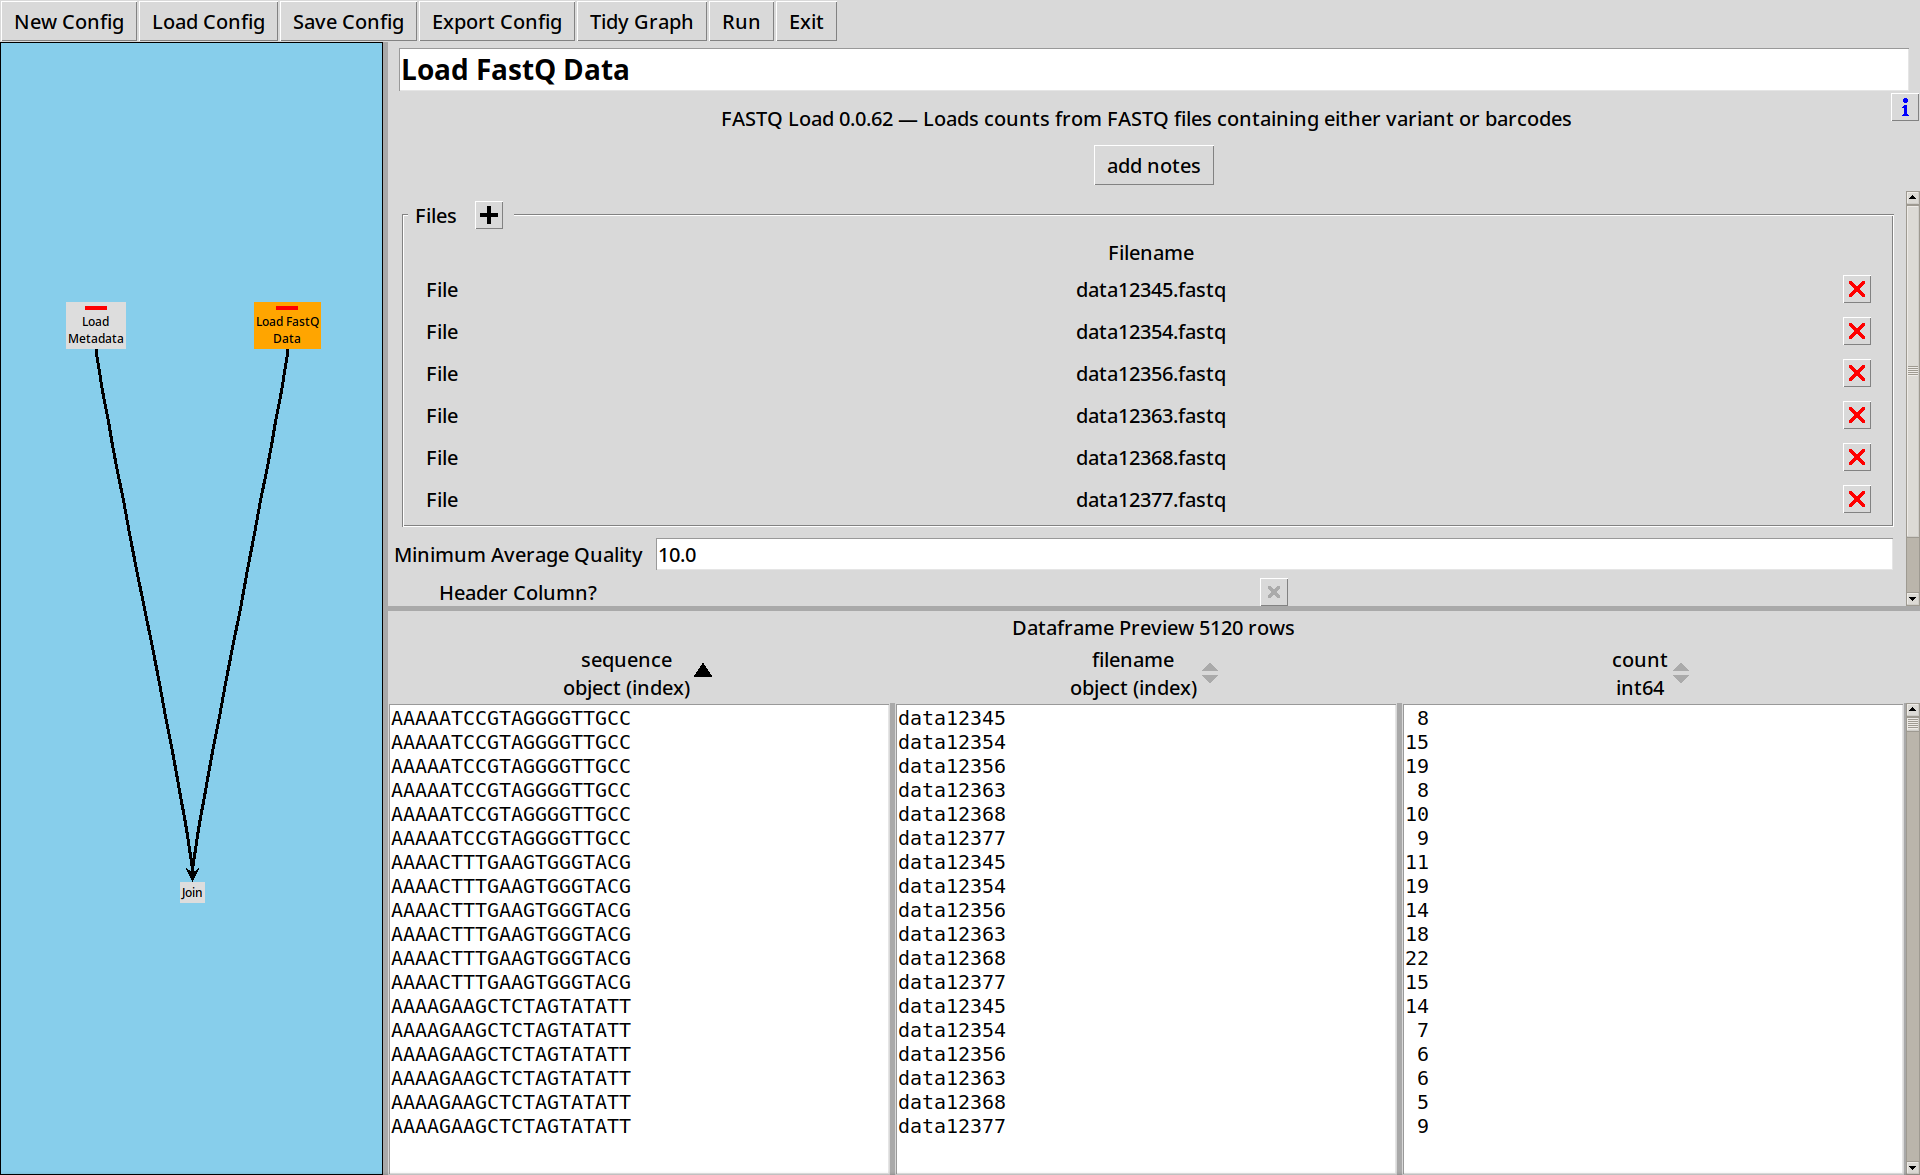 New Config Load Config Save Config Export Config Tidy Graph Run Exit
Load FastQ Data
FASTQ Load 0.0.62 — Loads counts from FASTQ files containing either variant or barcodes
i
add notes
Files +
Filename
File data12345.fastq
File data12354.fastq
File data12356.fastq
File data12363.fastq
File data12368.fastq
File data12377.fastq
Minimum Average Quality 10.0
Header Column?
Load
Metadata
Load FastQ
Data
Join
Dataframe Preview 5120 rows
sequence filename count
object (index) object (index) int64
AAAAATCCGTAGGGGTTGCC data12345 8
AAAAATCCGTAGGGGTTGCC data12354 15
AAAAATCCGTAGGGGTTGCC data12356 19
AAAAATCCGTAGGGGTTGCC data12363 8
AAAAATCCGTAGGGGTTGCC data12368 10
AAAAATCCGTAGGGGTTGCC data12377 9
AAAACTTTGAAGTGGGTACG data12345 11
AAAACTTTGAAGTGGGTACG data12354 19
AAAACTTTGAAGTGGGTACG data12356 14
AAAACTTTGAAGTGGGTACG data12363 18
AAAACTTTGAAGTGGGTACG data12368 22
AAAACTTTGAAGTGGGTACG data12377 15
AAAAGAAGCTCTAGTATATT data12345 14
AAAAGAAGCTCTAGTATATT data12354 7
AAAAGAAGCTCTAGTATATT data12356 6
AAAAGAAGCTCTAGTATATT data12363 6
AAAAGAAGCTCTAGTATATT data12368 5
AAAAGAAGCTCTAGTATATT data12377 9